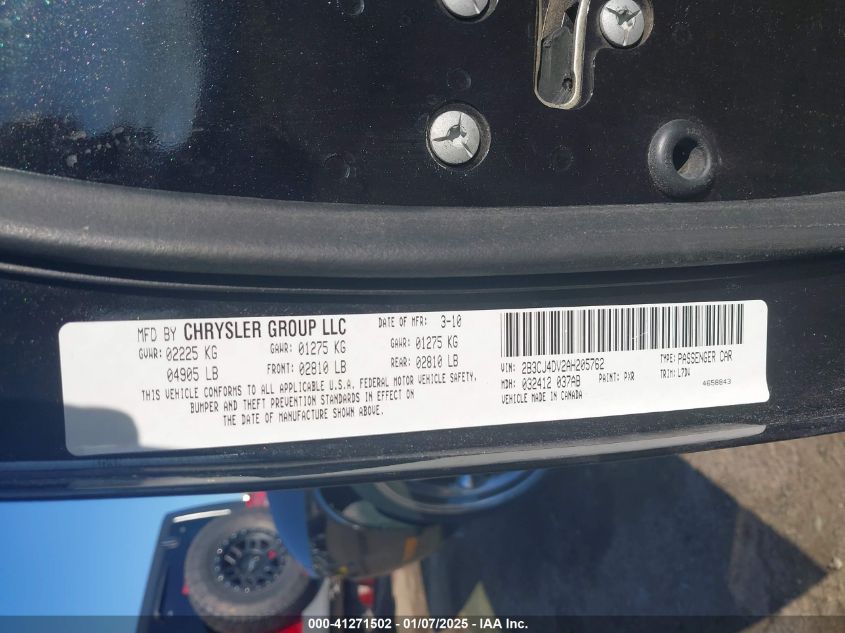 MFD BY CHRYSLER GROUP LLC DATE OF MFR: 3-10
GVWR: 02225 KG GAWR: 01275 KG GAWR: 01275 KG
04905 LB FRONT: 02810 LB REAR: 02810 LB
THIS VEHICLE CONFORMS TO ALL APPLICABLE U.S.A. FEDERAL MOTOR VEHICLE SAFETY,
BUMPER AND THEFT PREVENTION STANDARDS IN EFFECT ON
THE DATE OF MANUFACTURE SHOWN ABOVE.
VIN: 2B3CJ4DV2AH205762 TYPE: PASSENGER CAR
MDH: 032412 037AB PAINT: PXR TRIM: L7D4
VEHICLE MADE IN CANADA 4658843
000-41271502 - 01/07/2025 - IAA Inc.